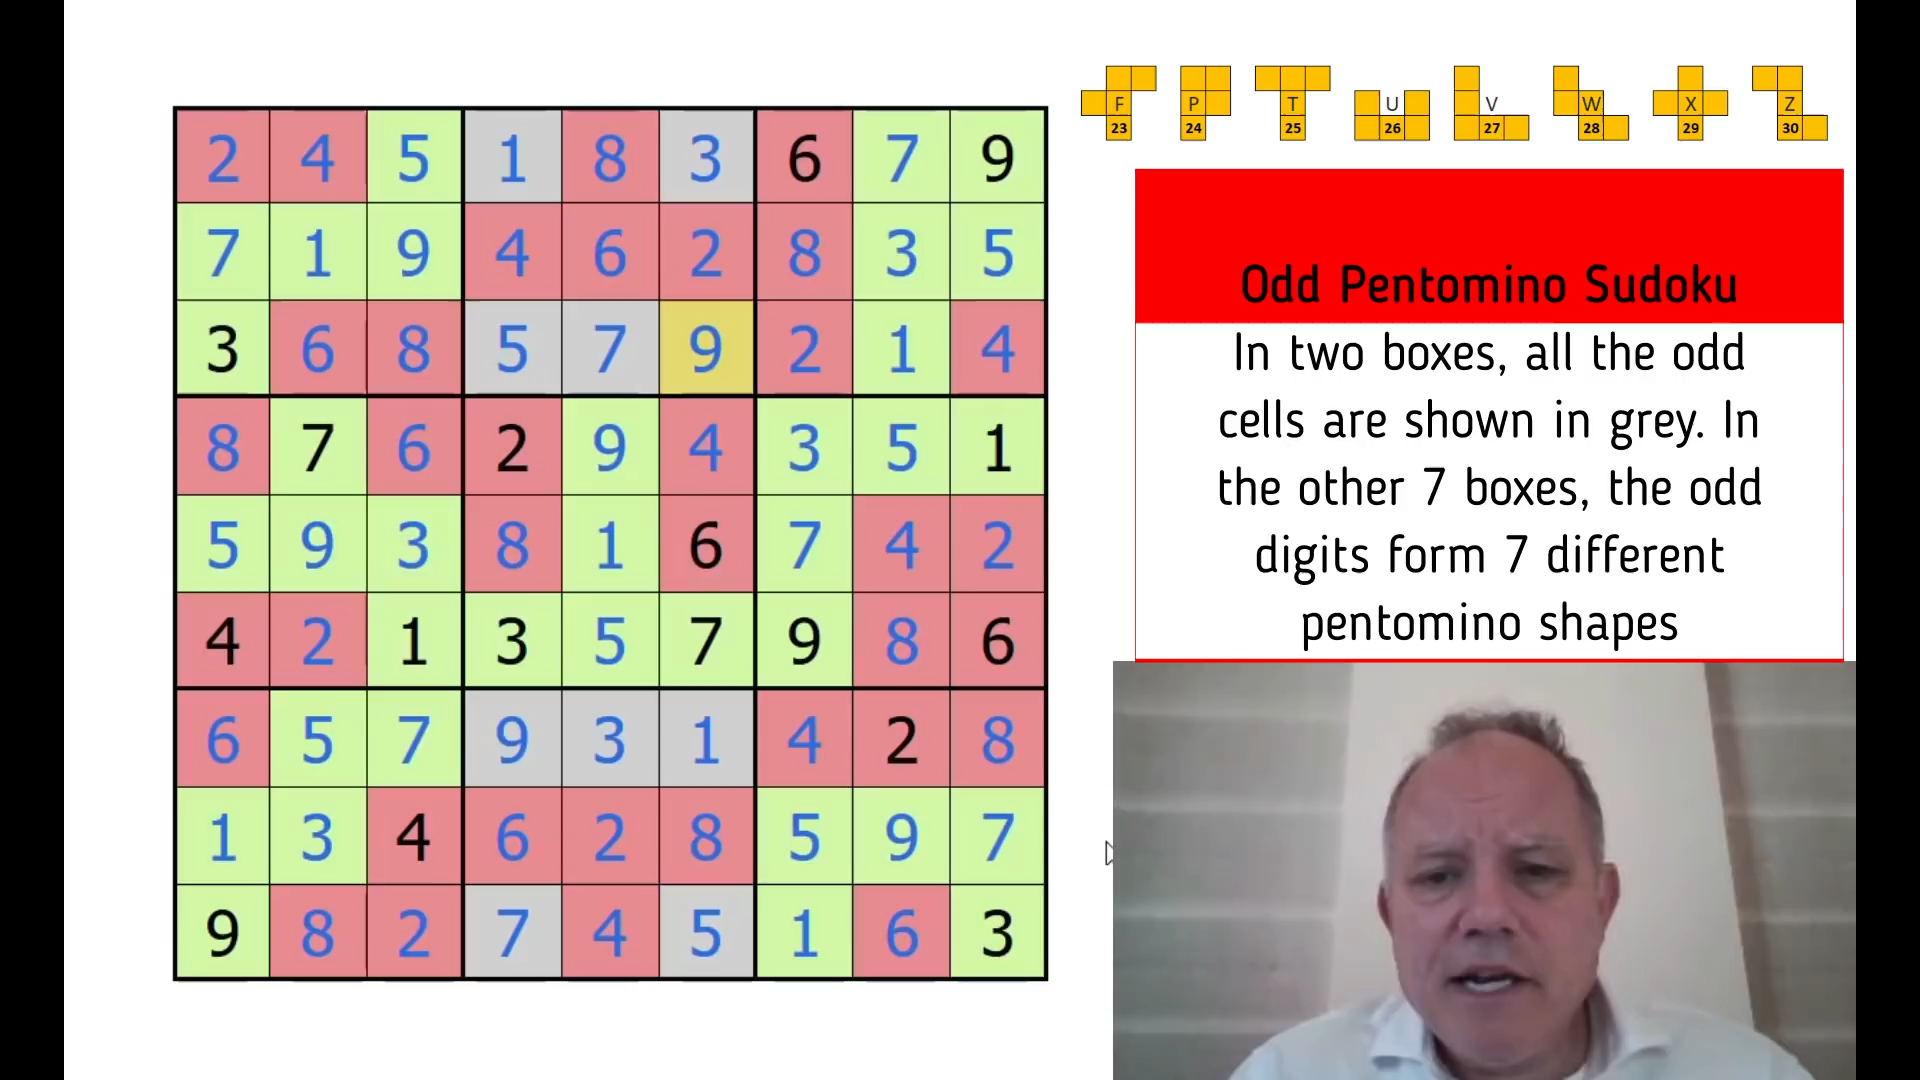 F P T U V W X Z
23 24 25 26 27 28 29 30
2 4 5 1 8 3 6 7 9
7 1 9 4 6 2 8 3 5
3 6 8 5 7 9 2 1 4
8 7 6 2 9 4 3 5 1
5 9 3 8 1 6 7 4 2
4 2 1 3 5 7 9 8 6
6 5 7 9 3 1 4 2 8
1 3 4 6 2 8 5 9 7
9 8 2 7 4 5 1 6 3
Odd Pentomino Sudoku
In two boxes, all the odd
cells are shown in grey. In
the other 7 boxes, the odd
digits form 7 different
pentomino shapes